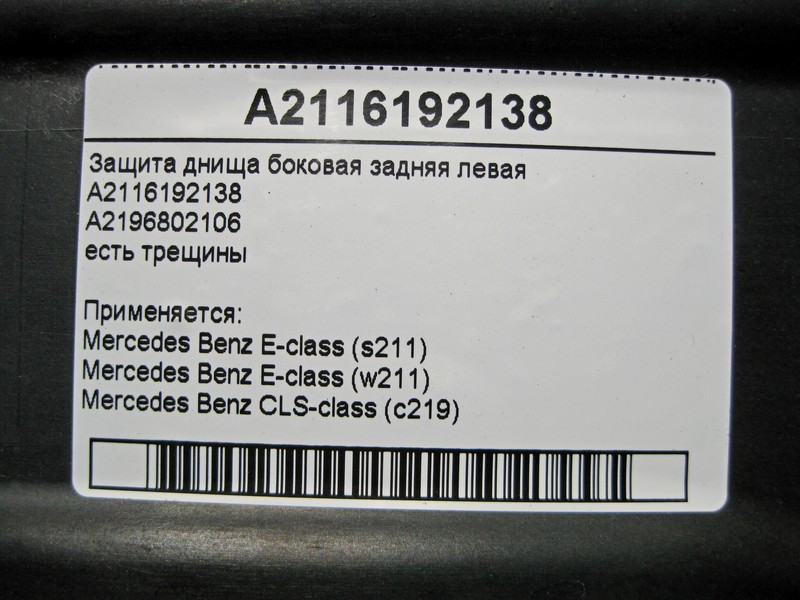 A2116192138
Защита днища боковая задняя левая
A2116192138
A2196802106
есть трещины
Применяется:
Mercedes Benz E-class (s211)
Mercedes Benz E-class (w211)
Mercedes Benz CLS-class (c219)